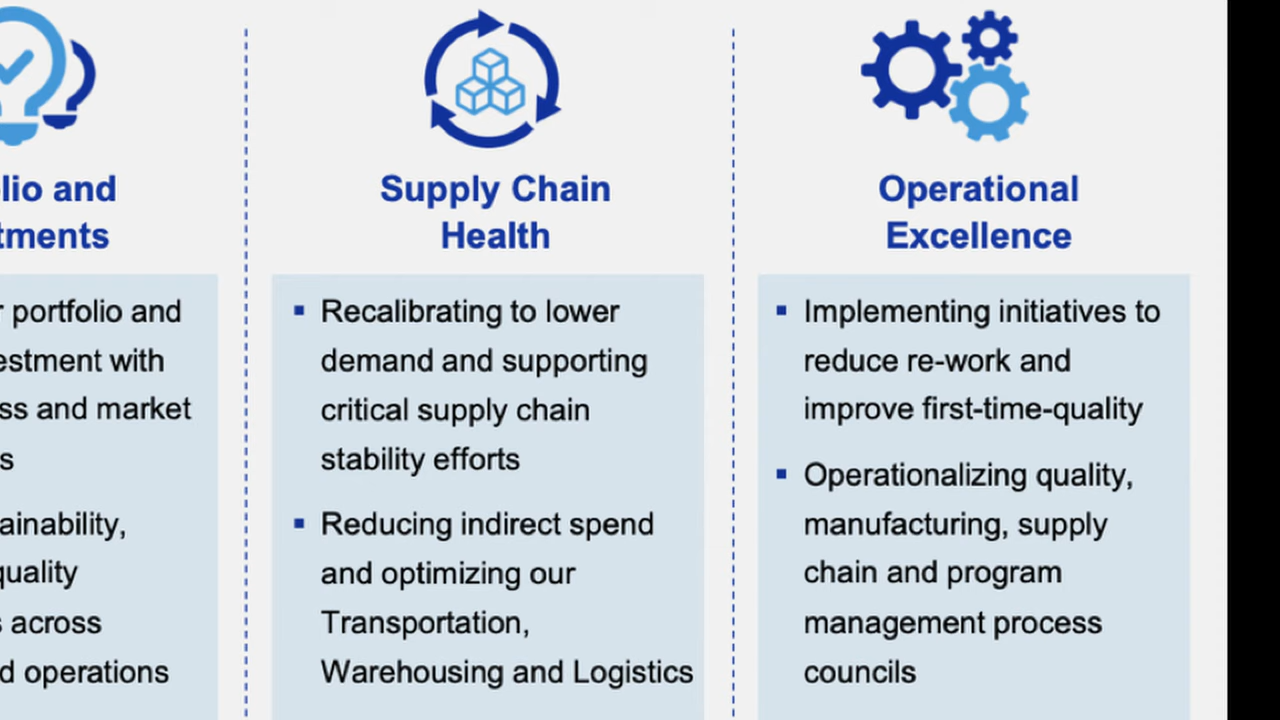 lio and
tments
r portfolio and
estment with
ss and market
s
ainability,
quality
s across
d operations
Supply Chain
Health
▪ Recalibrating to lower
demand and supporting
critical supply chain
stability efforts
▪ Reducing indirect spend
and optimizing our
Transportation,
Warehousing and Logistics
Operational
Excellence
▪ Implementing initiatives to
reduce re-work and
improve first-time-quality
▪ Operationalizing quality,
manufacturing, supply
chain and program
management process
councils